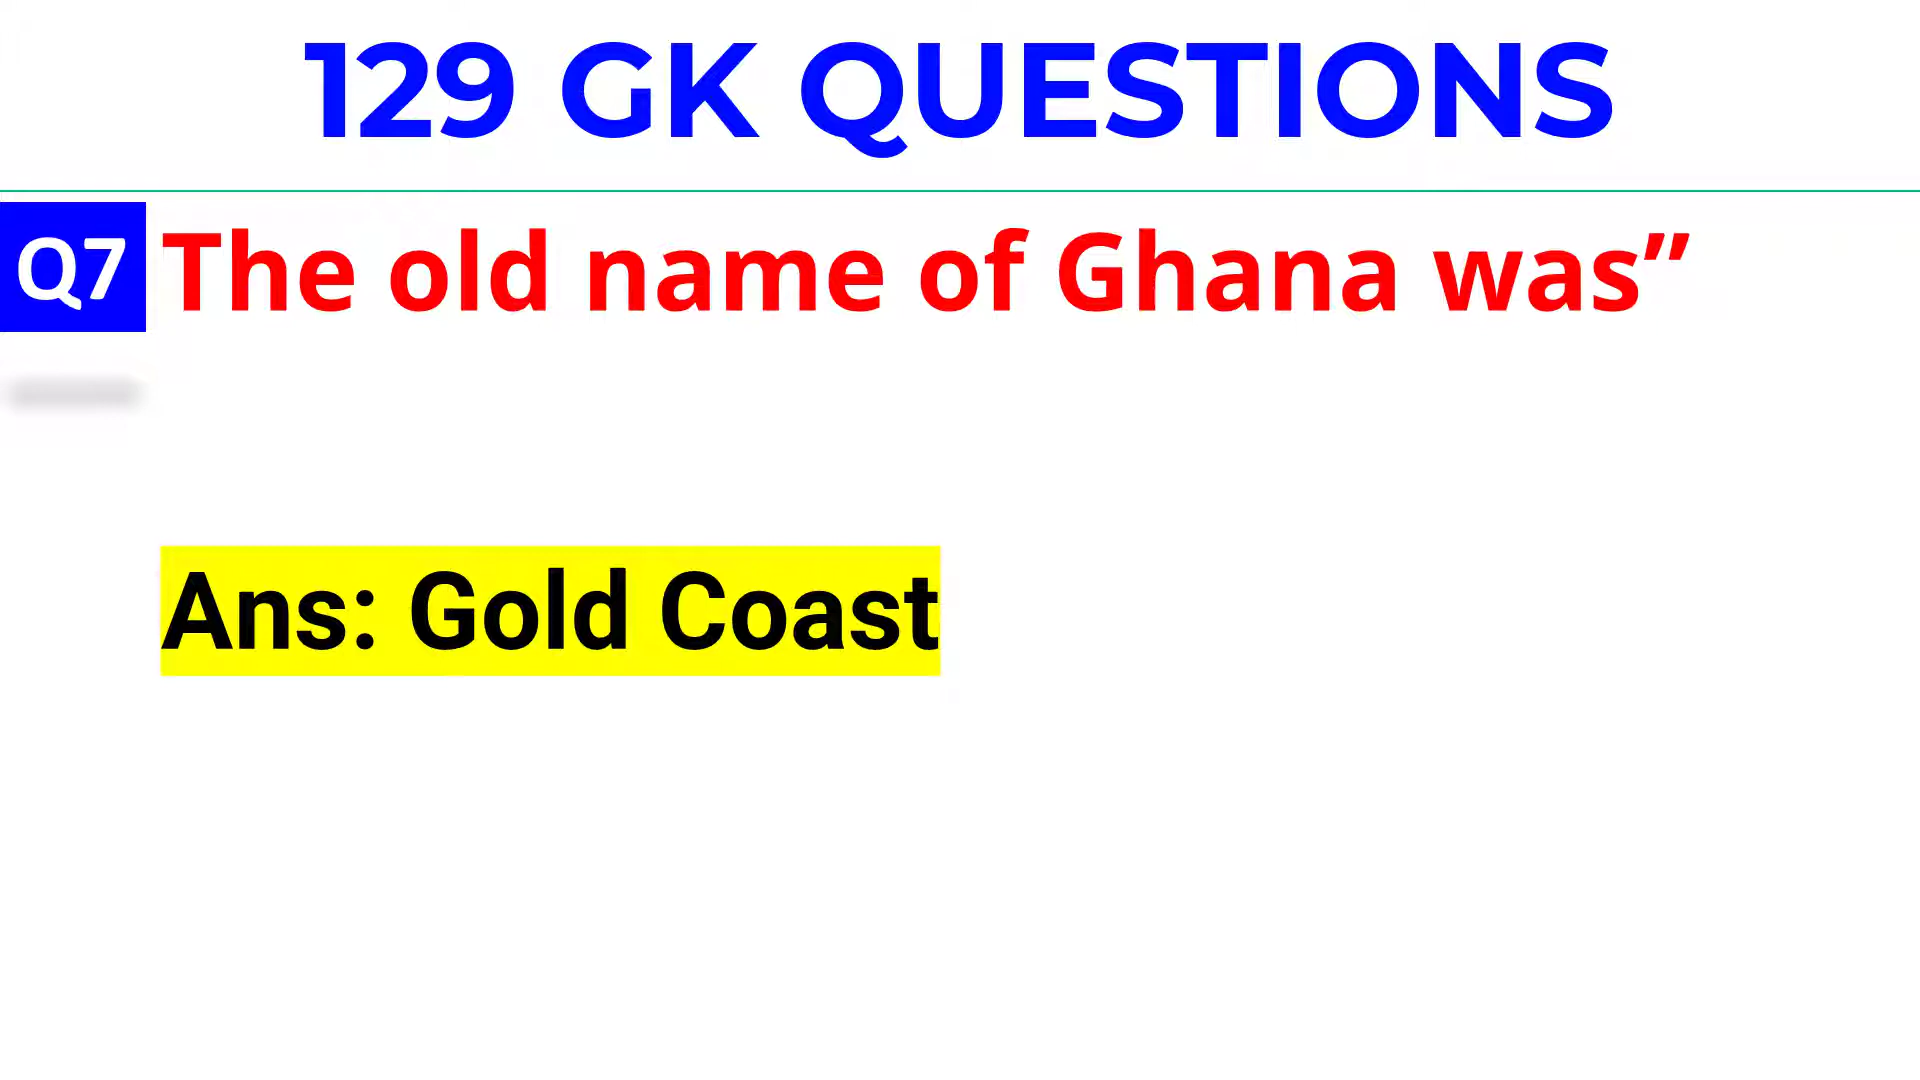 129 GK QUESTIONS
Q7 The old name of Ghana was”
Ans: Gold Coast